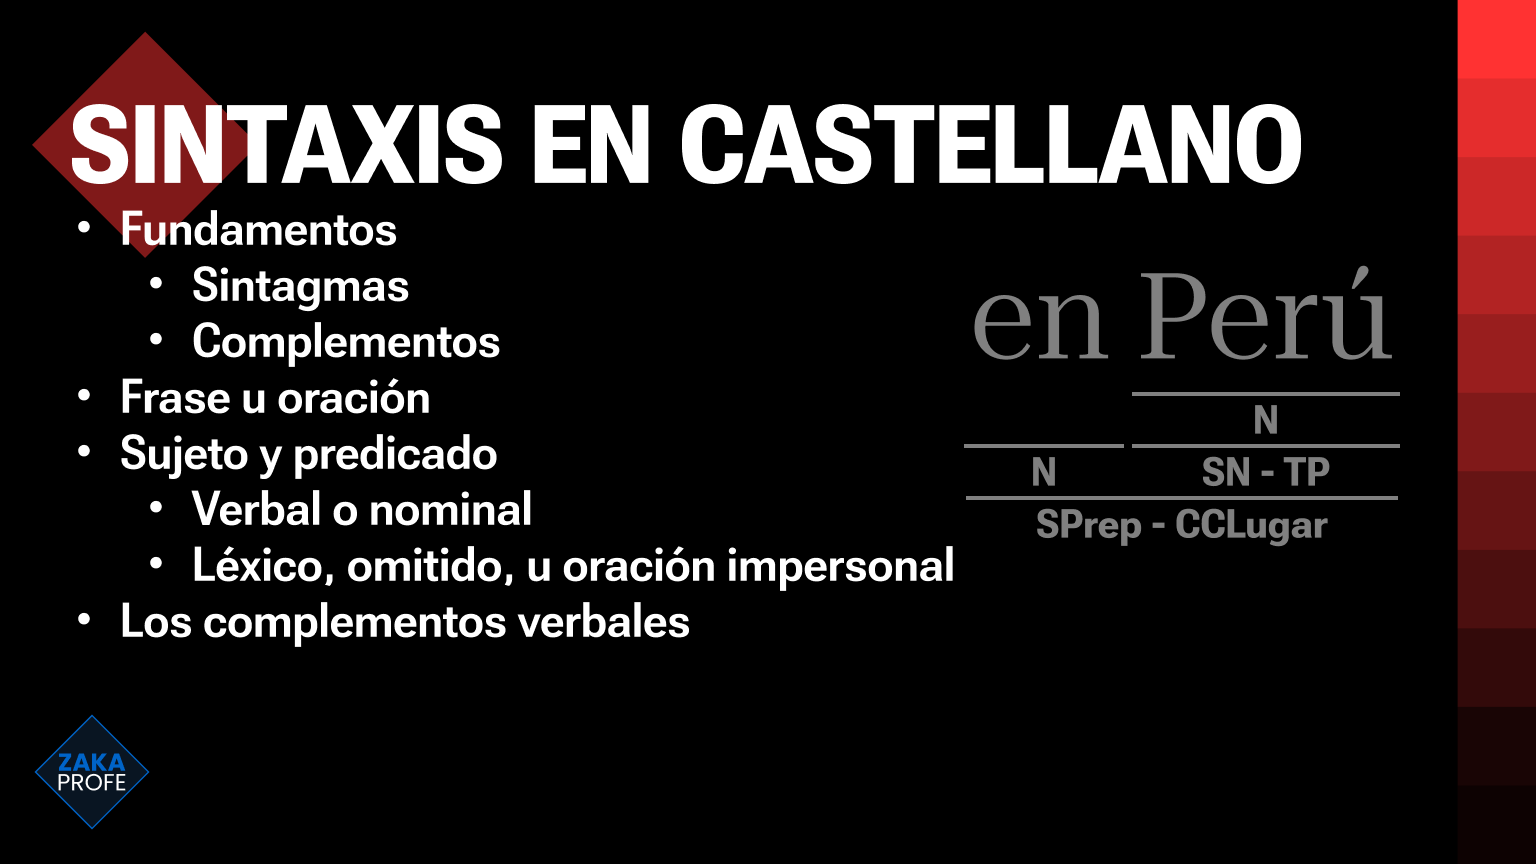 SINTAXIS EN CASTELLANO
• Fundamentos
• Sintagmas
• Complementos
• Frase u oración
• Sujeto y predicado
• Verbal o nominal
• Léxico, omitido, u oración impersonal
• Los complementos verbales
en Perú
N
N SN - TP
SPrep - CCLugar
ZAKA
PROFE